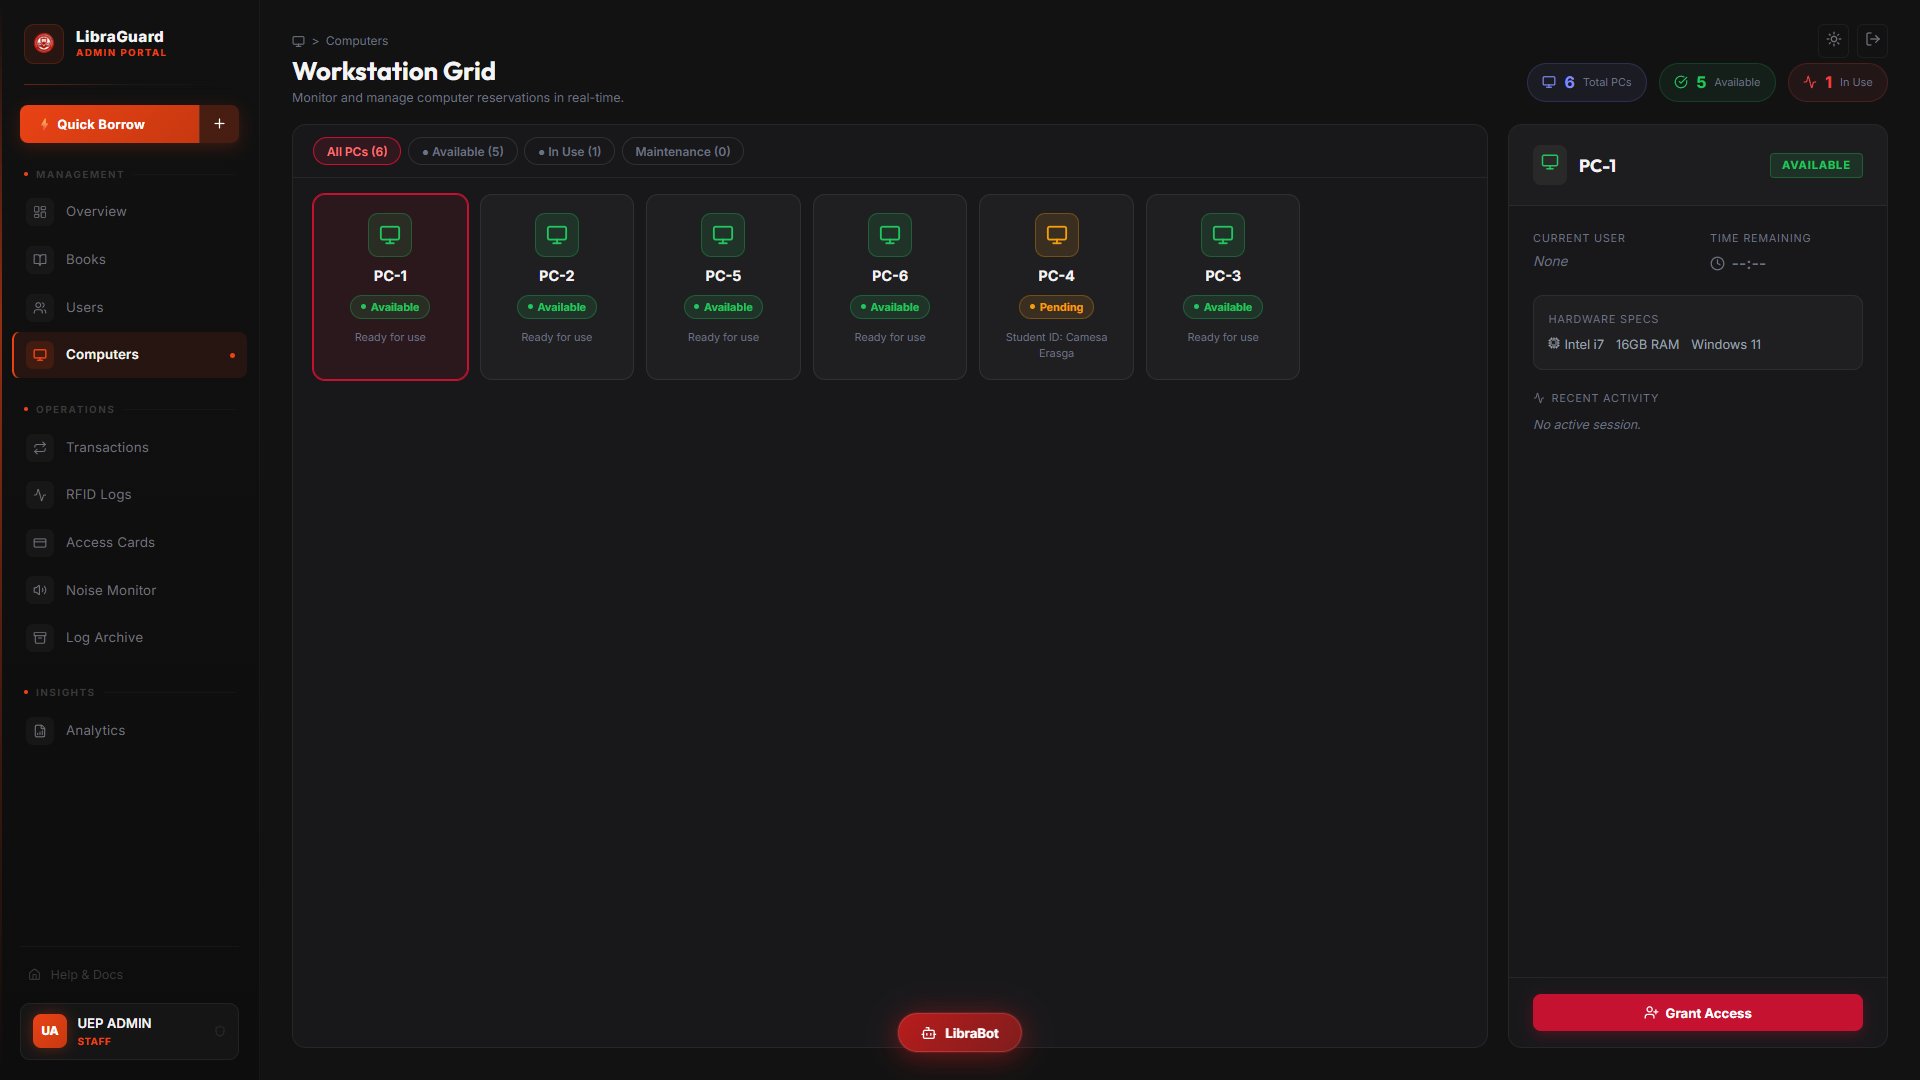 LibraGuard
ADMIN PORTAL
Quick Borrow
+
MANAGEMENT
Overview
Books
Users
Computers
OPERATIONS
Transactions
RFID Logs
Access Cards
Noise Monitor
Log Archive
INSIGHTS
Analytics
Help & Docs
UA
UEP ADMIN
STAFF
> Computers
Workstation Grid
Monitor and manage computer reservations in real-time.
6 Total PCs
5 Available
1 In Use
All PCs (6)
● Available (5)
● In Use (1)
Maintenance (0)
PC-1
Available
Ready for use
PC-2
Available
Ready for use
PC-5
Available
Ready for use
PC-6
Available
Ready for use
PC-4
Pending
Student ID: Camesa
Erasga
PC-3
Available
Ready for use
LibraBot
PC-1
AVAILABLE
CURRENT USER
None
TIME REMAINING
--:--
HARDWARE SPECS
Intel i7 16GB RAM Windows 11
RECENT ACTIVITY
No active session.
Grant Access